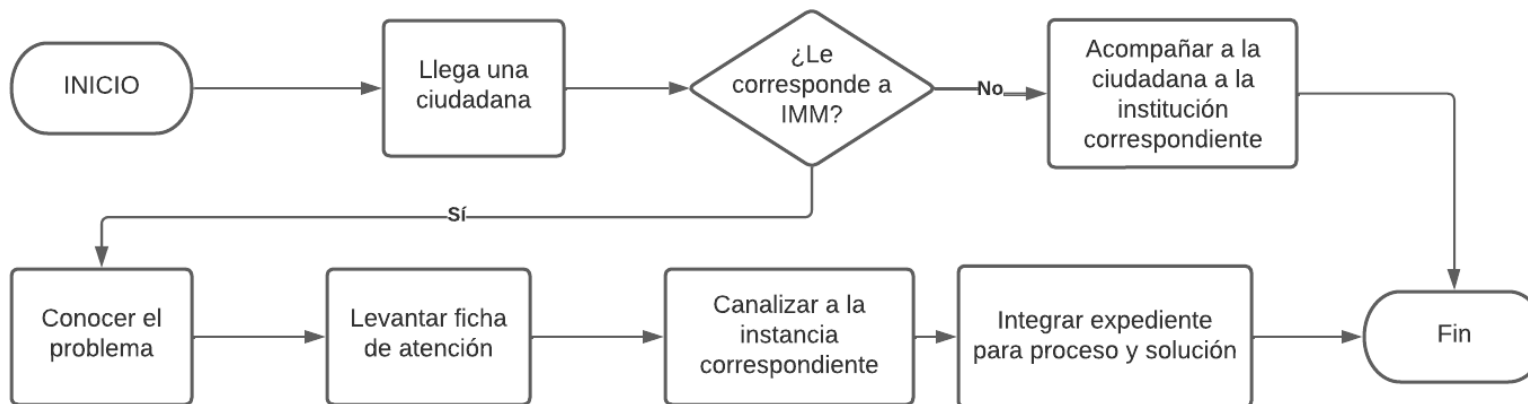 INICIO
Llega una
ciudadana
¿Le
corresponde a
IMM?
No
Acompañar a la
ciudadana a la
institución
correspondiente
Sí
Conocer el
problema
Levantar ficha
de atención
Canalizar a la
instancia
correspondiente
Integrar expediente
para proceso y solución
Fin